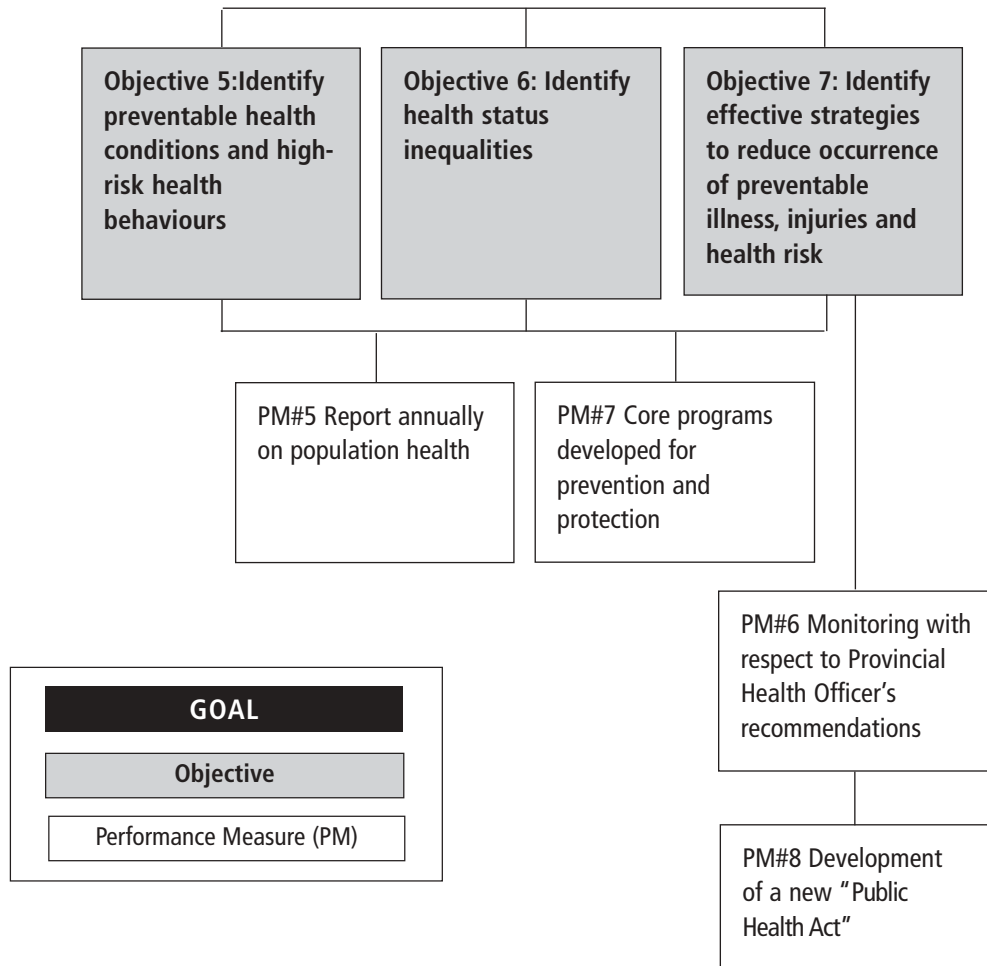 Objective 5:Identify
preventable health
conditions and high-
risk health
behaviours
Objective 6: Identify
health status
inequalities
Objective 7: Identify
effective strategies
to reduce occurrence
of preventable
illness, injuries and
health risk
PM#5 Report annually
on population health
PM#7 Core programs
developed for
prevention and
protection
PM#6 Monitoring with
respect to Provincial
Health Officer’s
recommendations
GOAL
Objective
Performance Measure (PM)
PM#8 Development
of a new “Public
Health Act”